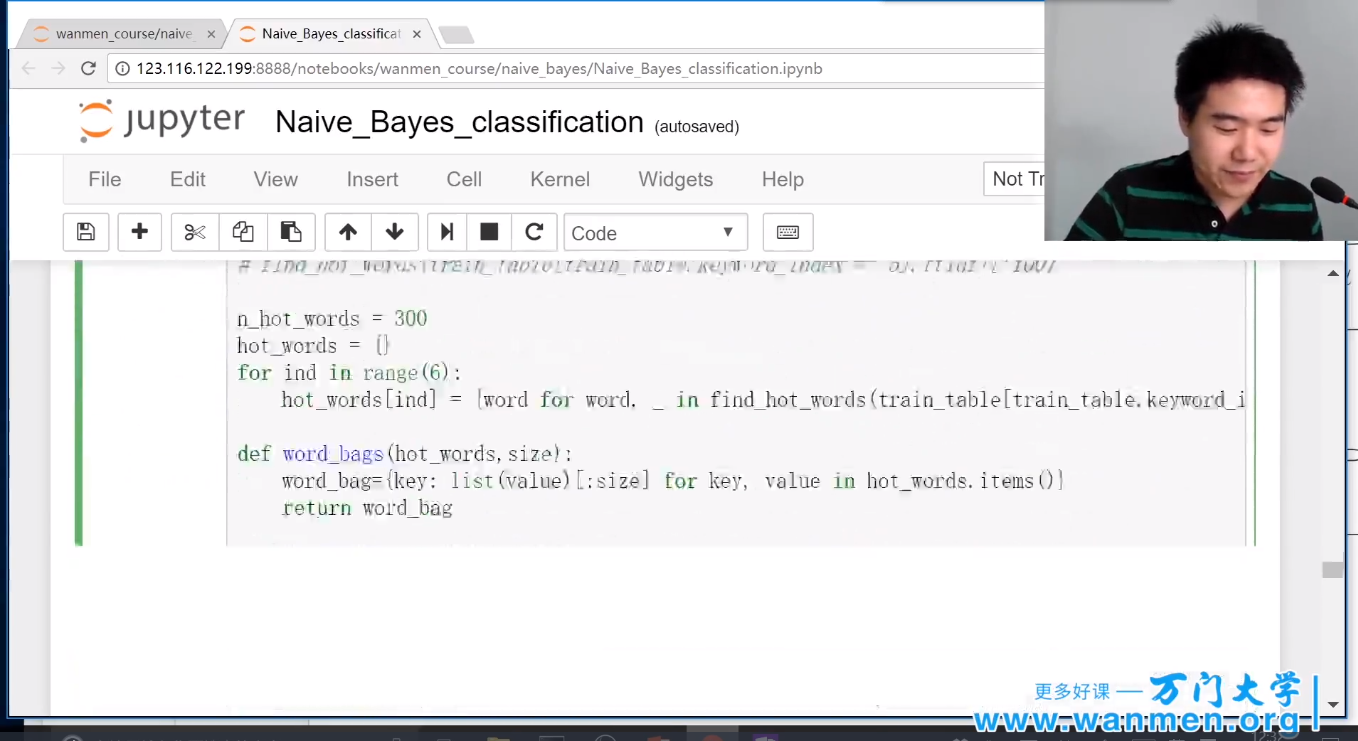 wanmen_course/naive_
Naive_Bayes_classificat
123.116.122.199:8888/notebooks/wanmen_course/naive_bayes/Naive_Bayes_classification.ipynb
jupyter Naive_Bayes_classification (autosaved)
File Edit View Insert Cell Kernel Widgets Help Not Tr
Code
n_hot_words = 300
hot_words = {}
for ind in range(6):
hot_words[ind] = {word for word, _ in find_hot_words(train_table[train_table.keyword_i
def word_bags(hot_words,size):
word_bag={key: list(value)[:size] for key, value in hot_words.items()}
return word_bag
更多好课 — 万门大学
www.wanmen.org